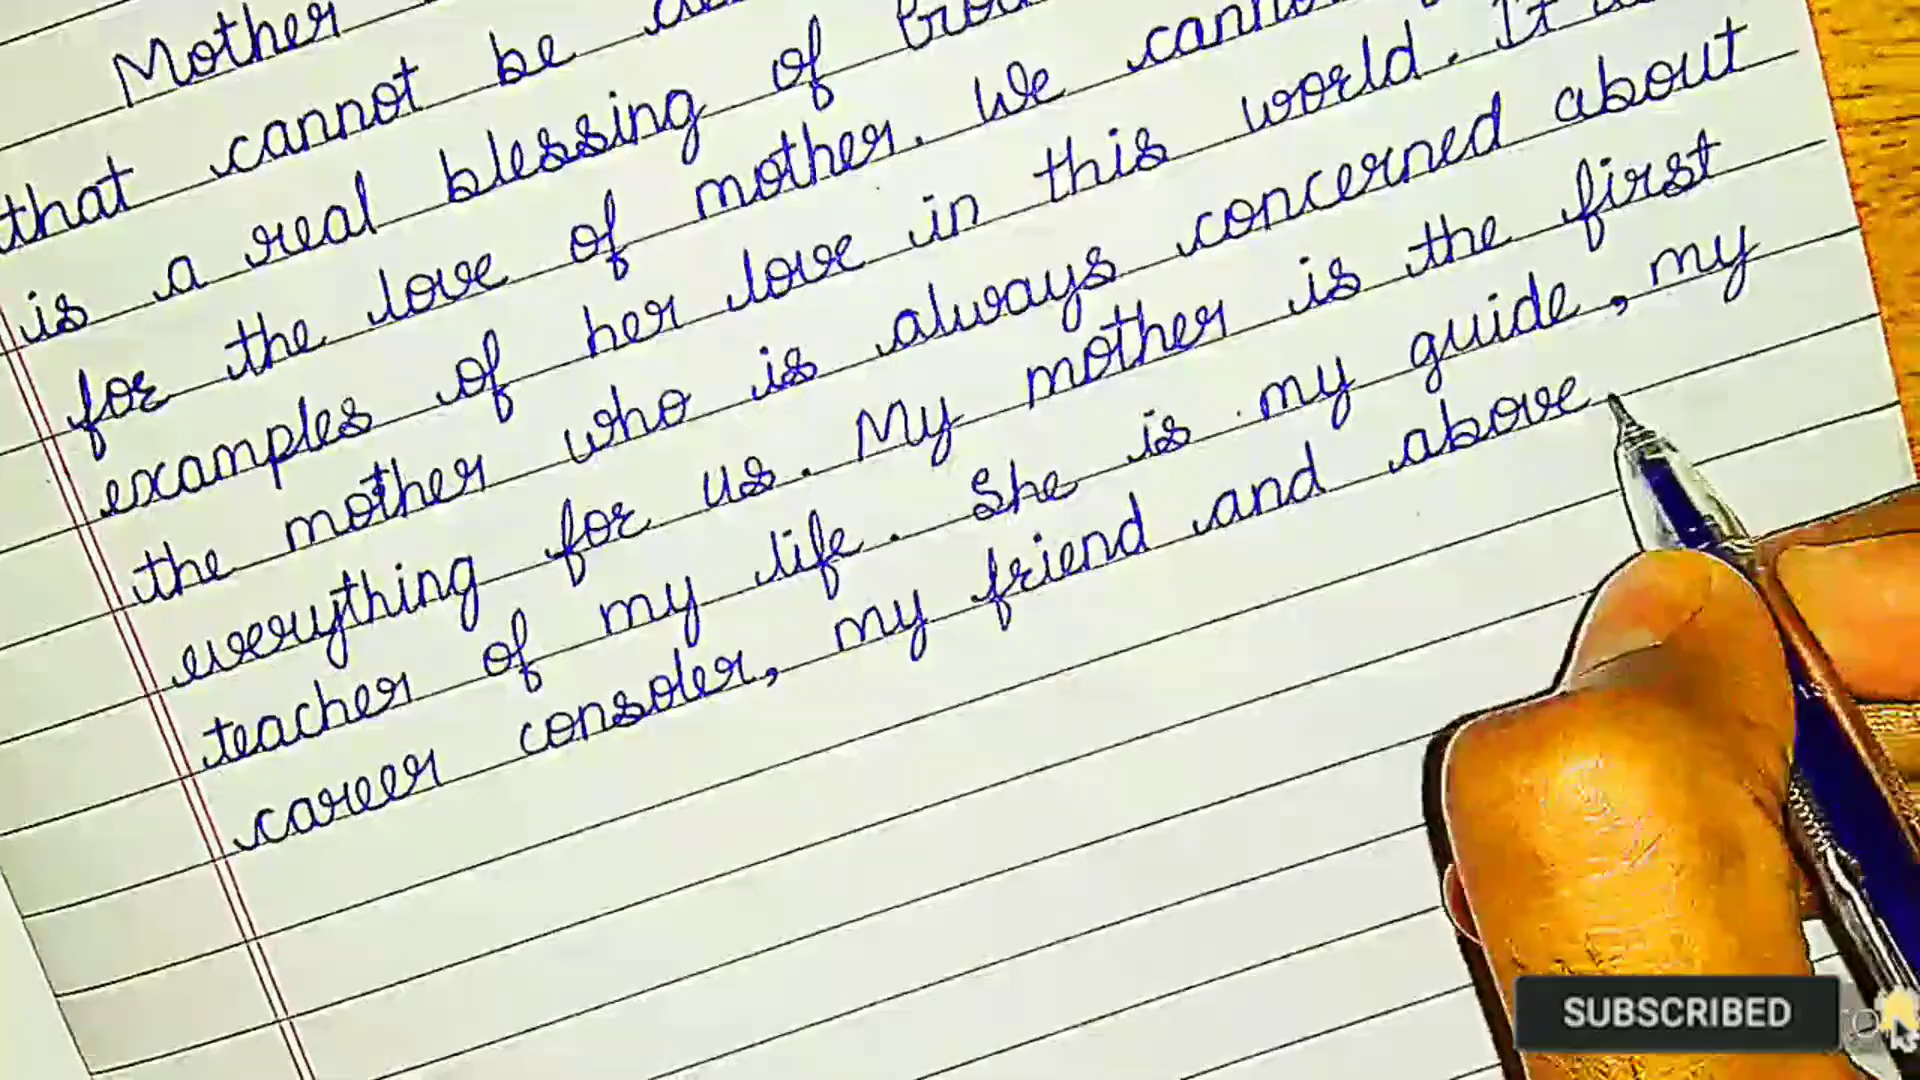 Mother
that cannot be
is a real blessing of
for the love of mother. We
examples of her love in this world. It
the mother who is always concerned about
everything for us. My mother is the first
teacher of my life. She is my guide, my
career consoler, my friend and above
SUBSCRIBED